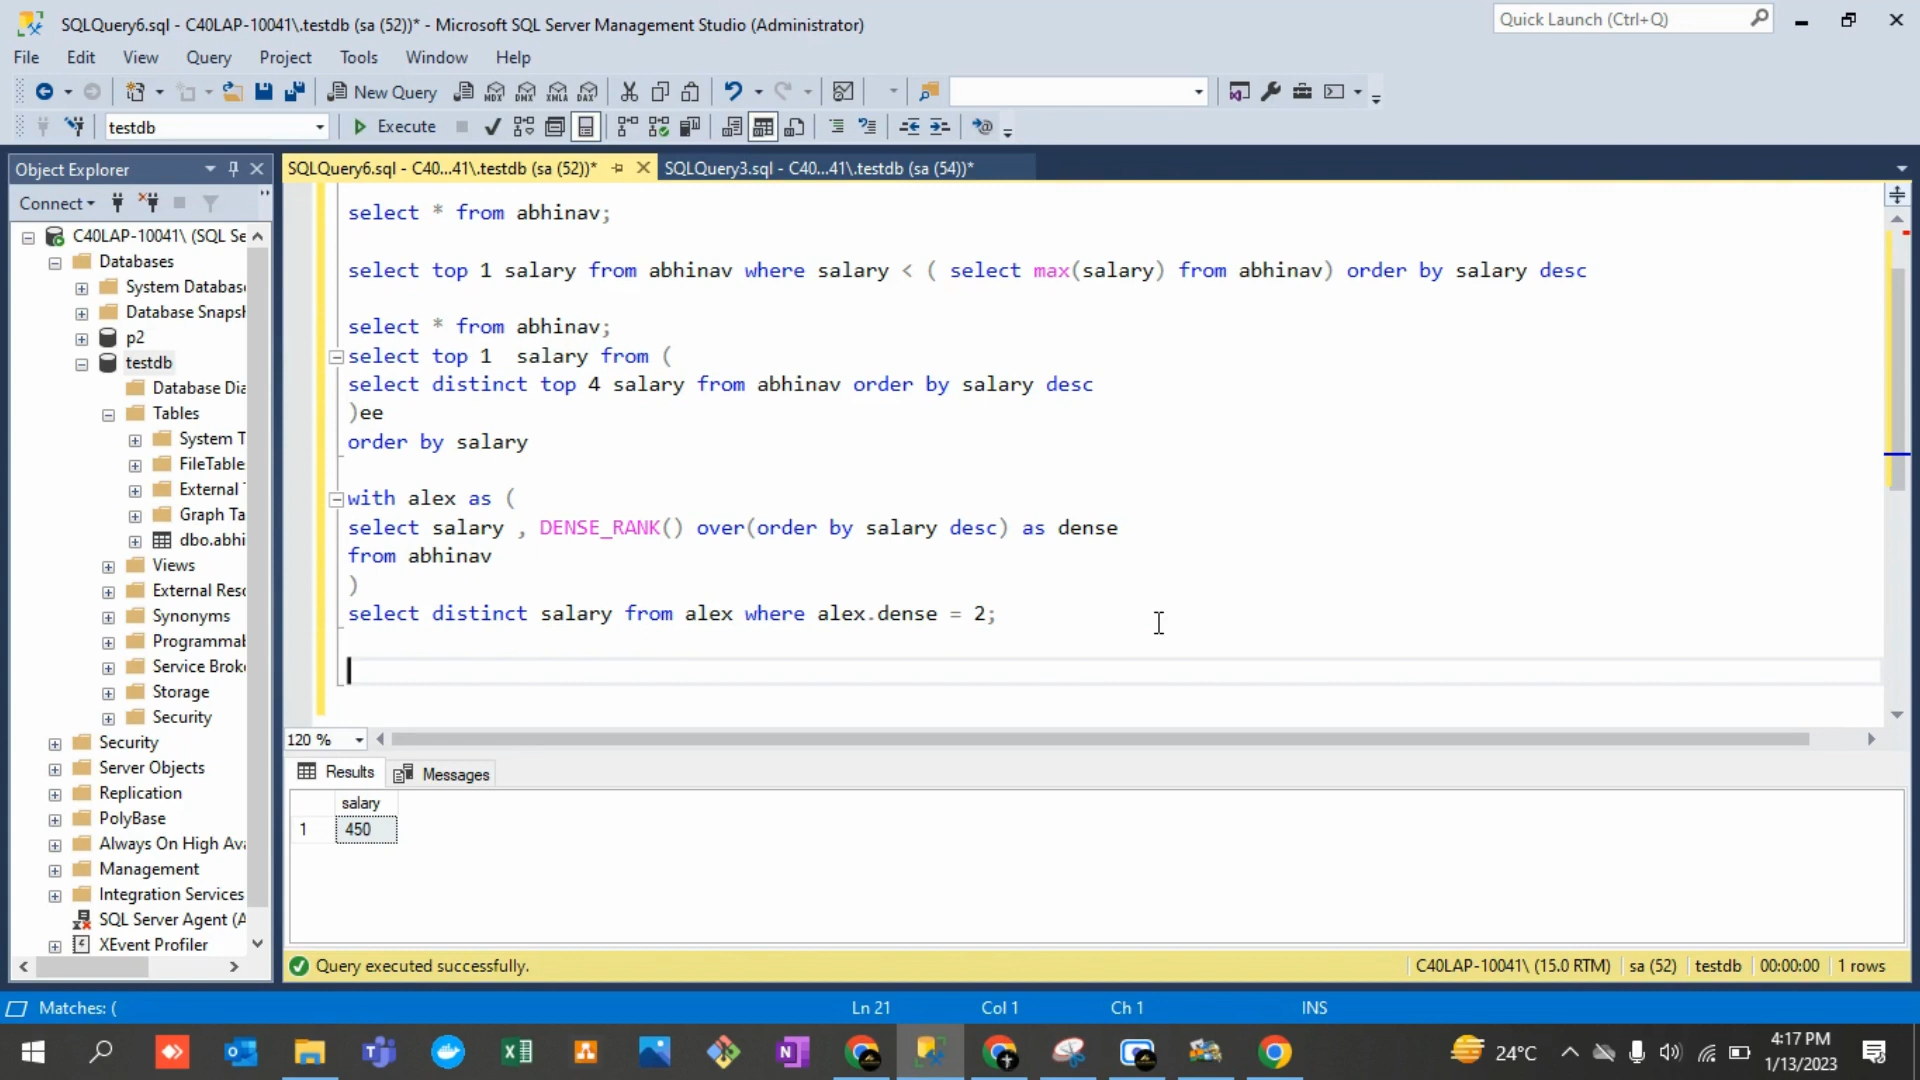 SQLQuery6.sql - C40LAP-10041\.testdb (sa (52))* - Microsoft SQL Server Management Studio (Administrator)
Quick Launch (Ctrl+Q)
File Edit View Query Project Tools Window Help
New Query
MDX DMX XMLA DAX
testdb
Execute
Object Explorer
SQLQuery6.sql - C40...41\.testdb (sa (52))*
SQLQuery3.sql - C40...41\.testdb (sa (54))*
Connect
C40LAP-10041\ (SQL Se
Databases
System Databas
Database Snapsh
p2
testdb
Database Dia
Tables
System T
FileTable
External
Graph Ta
dbo.abhi
Views
External Resc
Synonyms
Programmal
Service Brok
Storage
Security
Security
Server Objects
Replication
PolyBase
Always On High Ava
Management
Integration Services
SQL Server Agent (A
XEvent Profiler
select * from abhinav;
select top 1 salary from abhinav where salary < ( select max(salary) from abhinav) order by salary desc
select * from abhinav;
select top 1  salary from (
select distinct top 4 salary from abhinav order by salary desc
)ee
order by salary
with alex as (
select salary , DENSE_RANK() over(order by salary desc) as dense
from abhinav
)
select distinct salary from alex where alex.dense = 2;
120 %
Results
Messages
salary
1 450
Query executed successfully.
C40LAP-10041\ (15.0 RTM) sa (52) testdb 00:00:00 1 rows
Matches: (
Ln 21 Col 1 Ch 1 INS
24°C
4:17 PM
1/13/2023